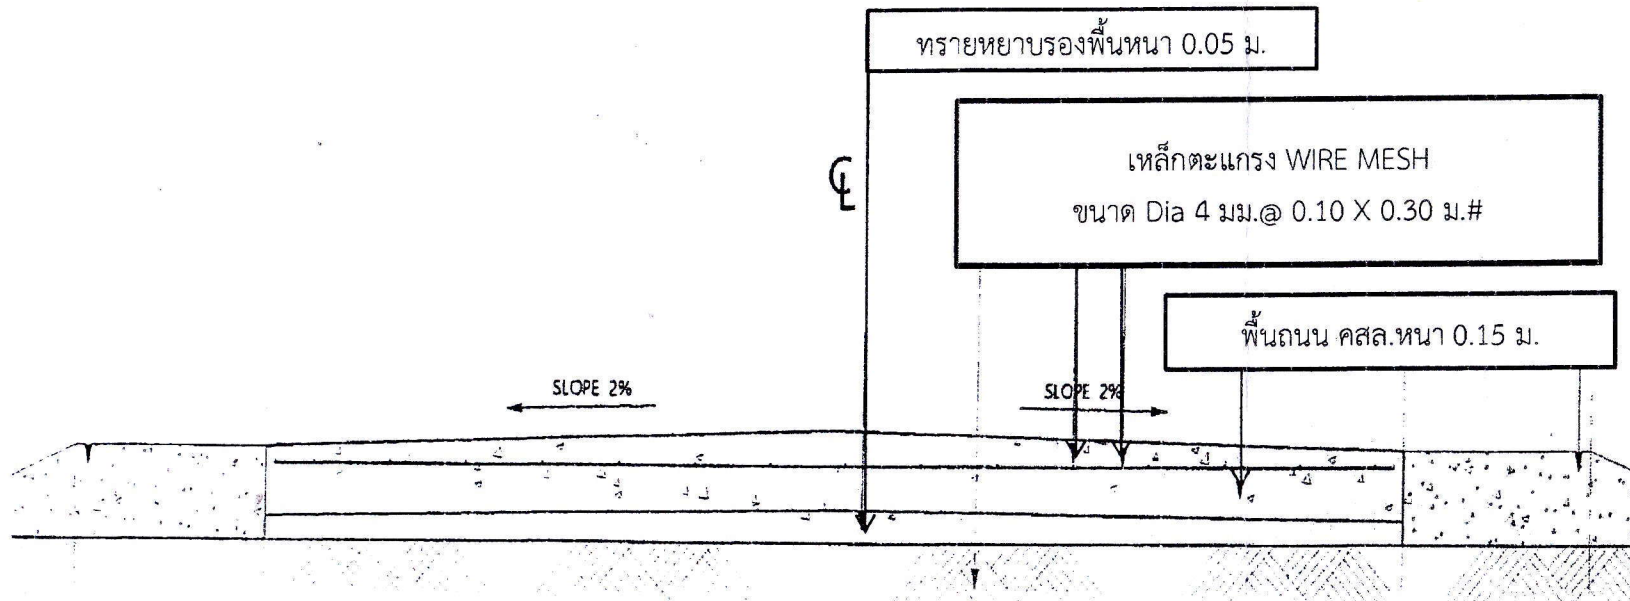 ทรายหยาบรองพื้นหนา 0.05 ม.
เหล็กตะแกรง WIRE MESH
ขนาด Dia 4 มม.@ 0.10 X 0.30 ม.#
℄
พื้นถนน คสล.หนา 0.15 ม.
SLOPE 2%
SLOPE 2%